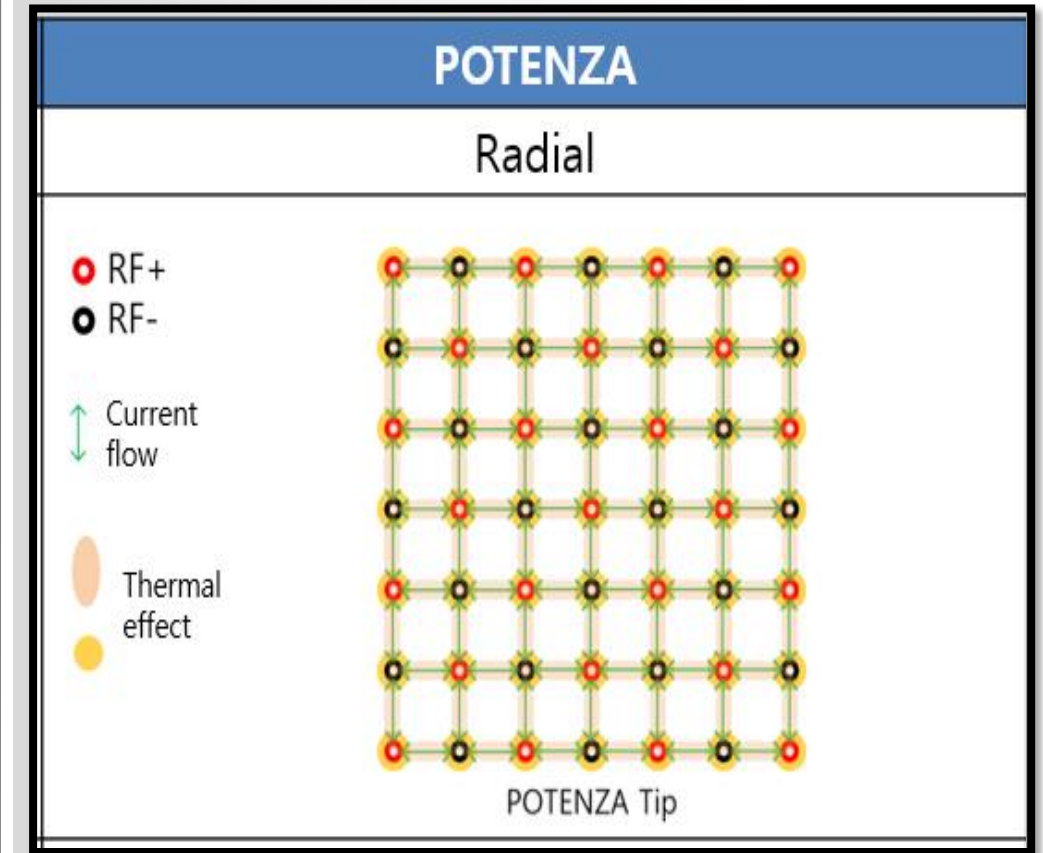 POTENZA
Radial
RF+
RF-
Current
flow
Thermal
effect
POTENZA Tip